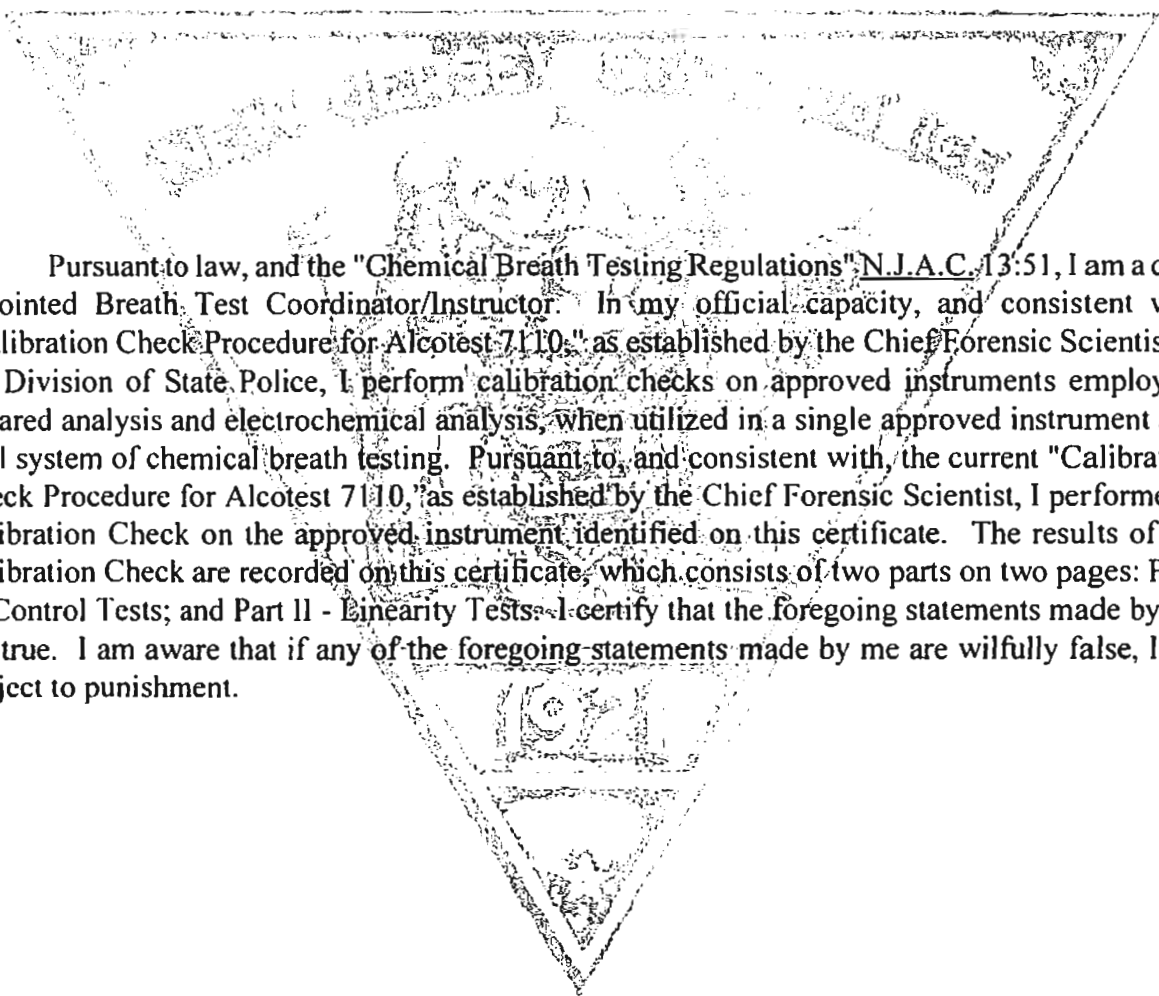 Pursuant to law, and the "Chemical Breath Testing Regulations" N.J.A.C. 13:51, I am a d
ointed Breath Test Coordinator/Instructor. In my official capacity, and consistent w
libration Check Procedure for Alcotest 7110," as established by the Chief Forensic Scientis
Division of State Police, I perform calibration checks on approved instruments employ
ared analysis and electrochemical analysis, when utilized in a single approved instrument
l system of chemical breath testing. Pursuant to, and consistent with, the current "Calibra
eck Procedure for Alcotest 7110," as established by the Chief Forensic Scientist, I performe
ibration Check on the approved instrument identified on this certificate. The results of
ibration Check are recorded on this certificate, which consists of two parts on two pages: P
Control Tests; and Part II - Linearity Tests. I certify that the foregoing statements made by
true. I am aware that if any of the foregoing statements made by me are wilfully false, I
ject to punishment.
1921